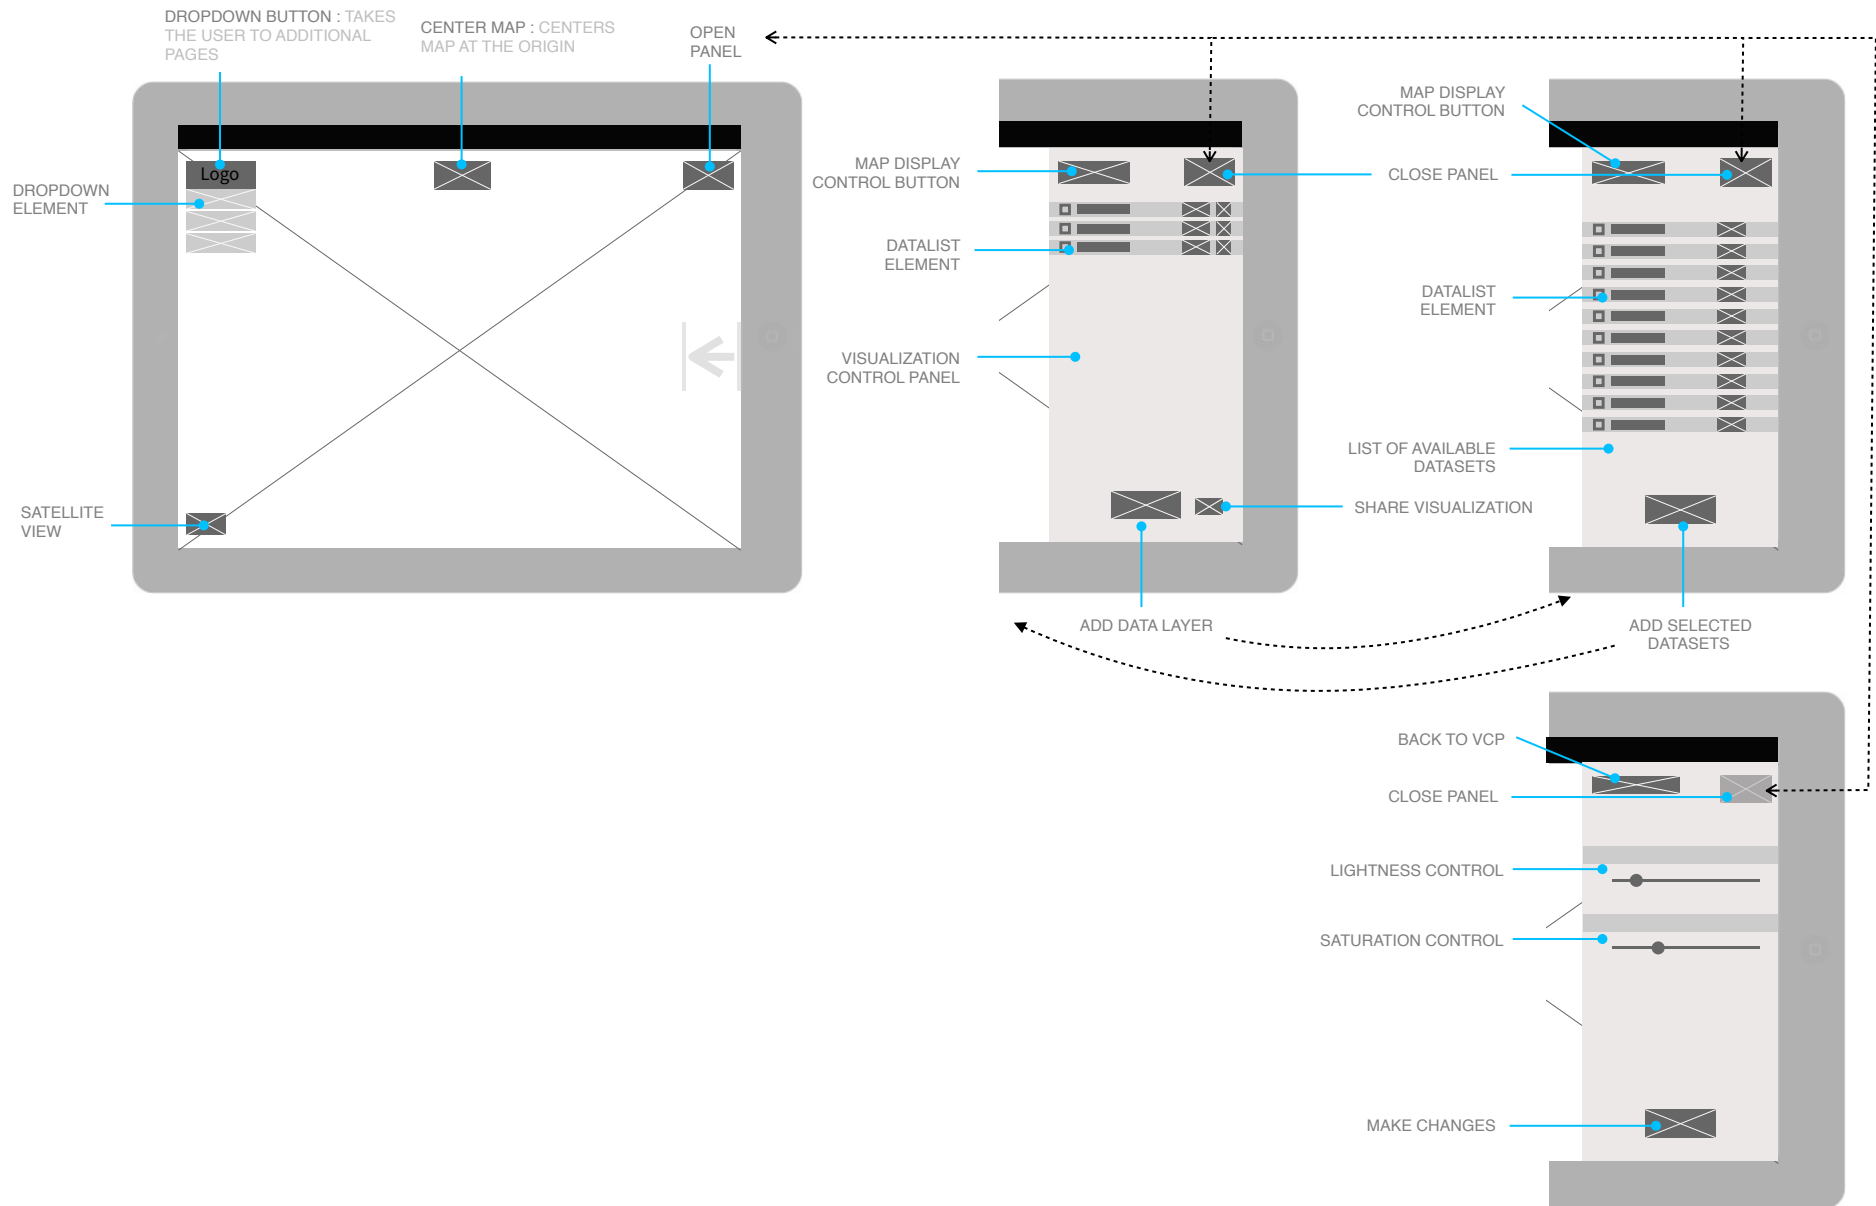 DROPDOWN BUTTON : TAKES
THE USER TO ADDITIONAL
PAGES
CENTER MAP : CENTERS
MAP AT THE ORIGIN
OPEN
PANEL
Logo
DROPDOWN
ELEMENT
SATELLITE
VIEW
MAP DISPLAY
CONTROL BUTTON
DATALIST
ELEMENT
VISUALIZATION
CONTROL PANEL
ADD DATA LAYER
MAP DISPLAY
CONTROL BUTTON
CLOSE PANEL
DATALIST
ELEMENT
LIST OF AVAILABLE
DATASETS
SHARE VISUALIZATION
ADD SELECTED
DATASETS
BACK TO VCP
CLOSE PANEL
LIGHTNESS CONTROL
SATURATION CONTROL
MAKE CHANGES